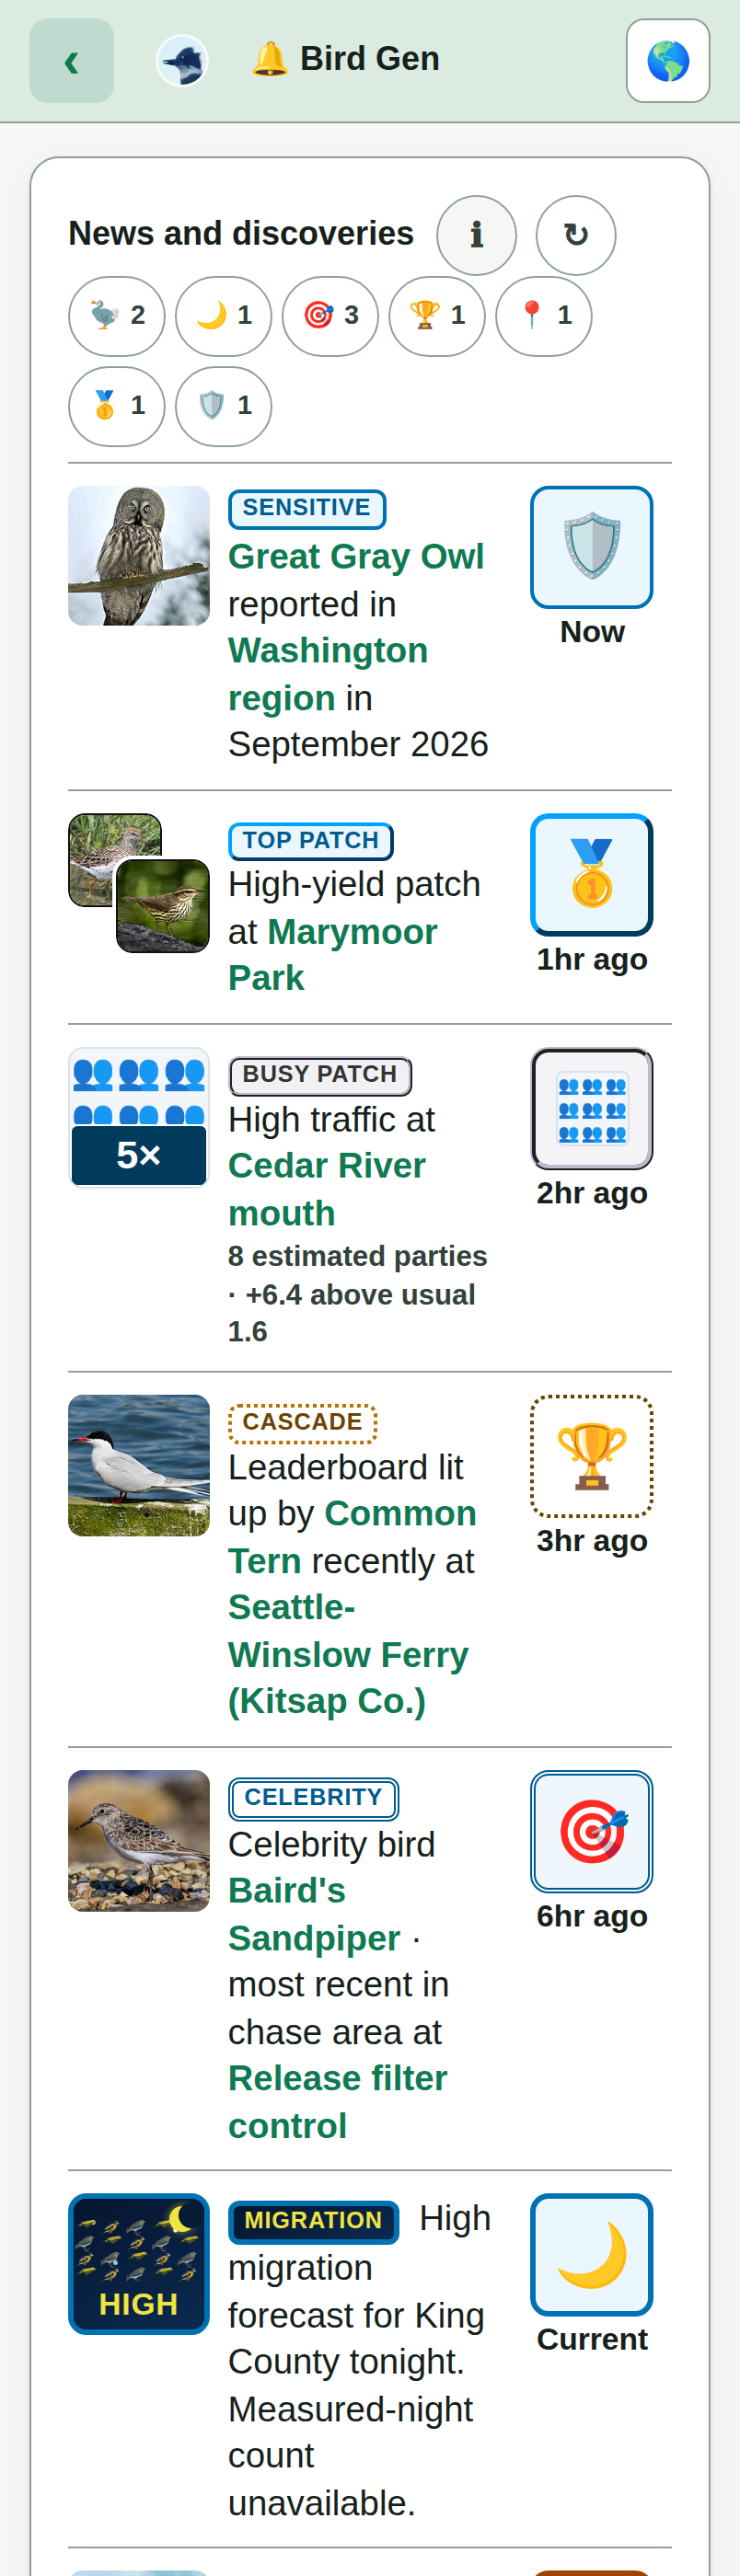 ‹ 🔔 Bird Gen 🌎
News and discoveries ℹ ↻
🦤 2 🌙 1 🎯 3 🏆 1 📍 1
🥇 1 🛡️ 1
SENSITIVE
Great Gray Owl
reported in
Washington
region in
September 2026
Now
TOP PATCH
High-yield patch
at Marymoor
Park
1hr ago
5×
BUSY PATCH
High traffic at
Cedar River
mouth
8 estimated parties
· +6.4 above usual
1.6
2hr ago
CASCADE
Leaderboard lit
up by Common
Tern recently at
Seattle-
Winslow Ferry
(Kitsap Co.)
3hr ago
CELEBRITY
Celebrity bird
Baird's
Sandpiper ·
most recent in
chase area at
Release filter
control
6hr ago
HIGH
MIGRATION High
migration
forecast for King
County tonight.
Measured-night
count
unavailable.
Current